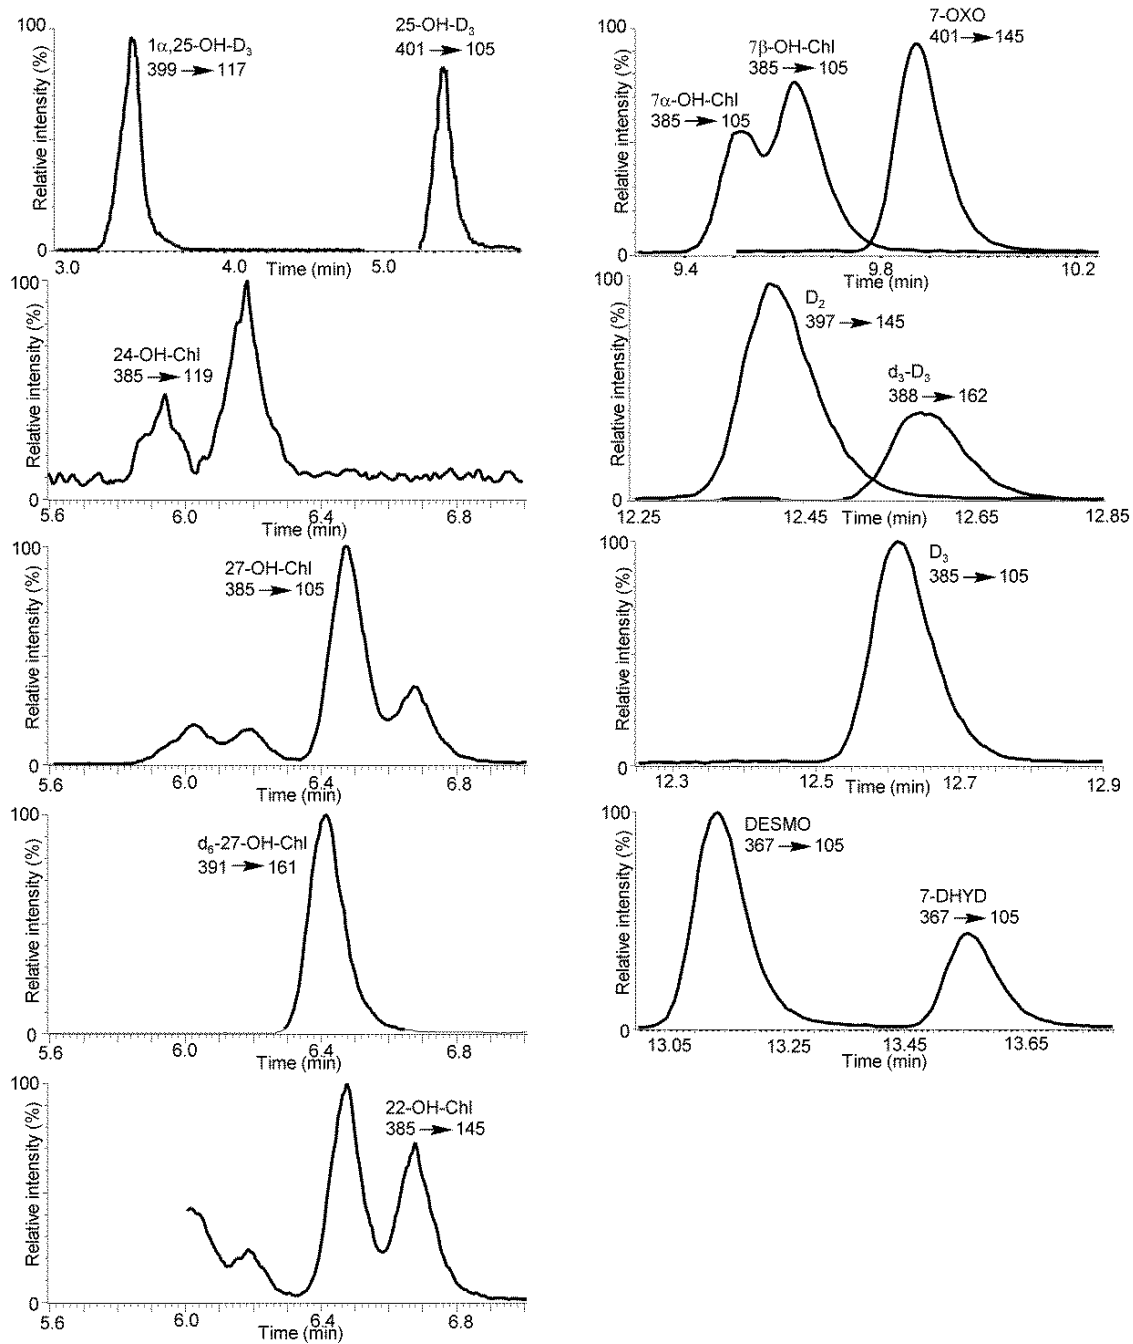 100
1α,25-OH-D3
399 → 117
25-OH-D3
401 → 105
Relative intensity (%)
0
3.0 4.0 5.0
Time (min)
100
24-OH-Chl
385 → 119
Relative intensity (%)
0
5.6 6.0 6.4 6.8
Time (min)
100
27-OH-Chl
385 → 105
Relative intensity (%)
0
5.6 6.0 6.4 6.8
Time (min)
100
d6-27-OH-Chl
391 → 161
Relative intensity (%)
0
5.6 6.0 6.4 6.8
Time (min)
100
22-OH-Chl
385 → 145
Relative intensity (%)
0
5.6 6.0 6.4 6.8
Time (min)
100
7α-OH-Chl
385 → 105
7β-OH-Chl
385 → 105
7-OXO
401 → 145
Relative intensity (%)
0
9.4 9.8 10.2
Time (min)
100
D2
397 → 145
d3-D3
388 → 162
Relative intensity (%)
0
12.25 12.45 12.65 12.85
Time (min)
100
D3
385 → 105
Relative intensity (%)
0
12.3 12.5 12.7 12.9
Time (min)
100
DESMO
367 → 105
7-DHYD
367 → 105
Relative intensity (%)
0
13.05 13.25 13.45 13.65
Time (min)